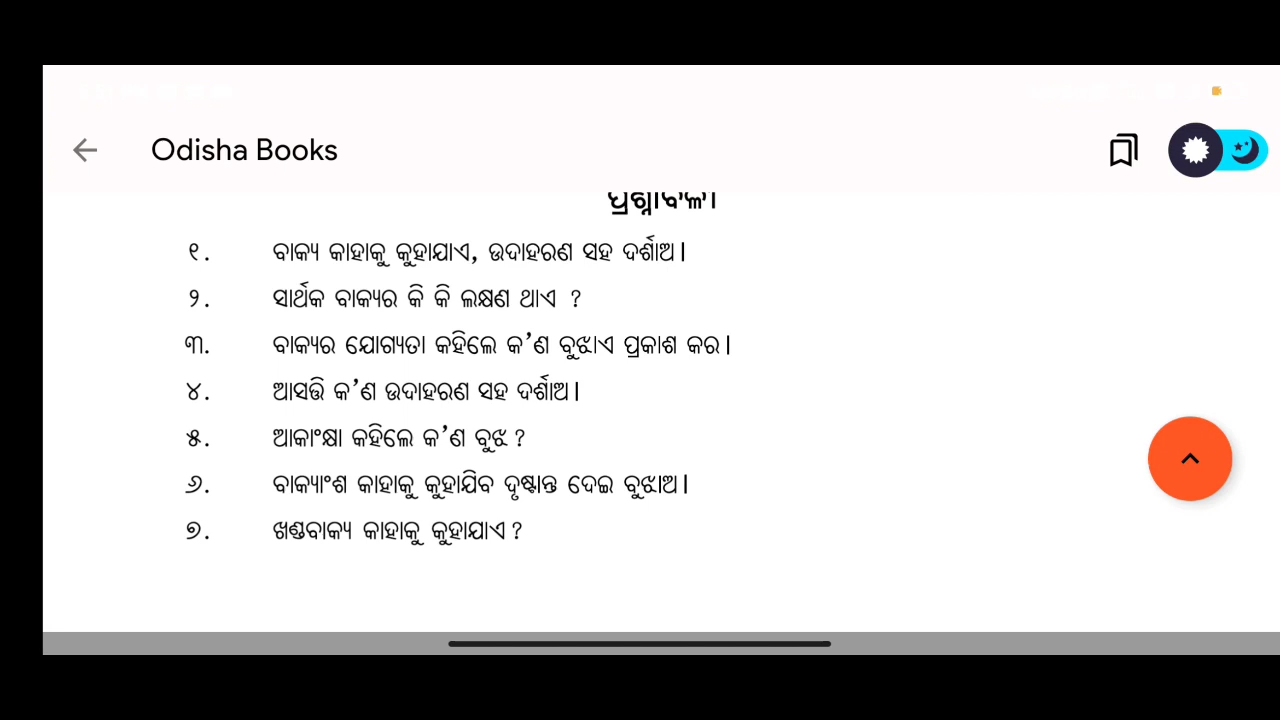 Odisha Books
ପ୍ରଶ୍ନାବଳୀ
୧. ବାକ୍ୟ କାହାକୁ କୁହାଯାଏ, ଉଦାହରଣ ସହ ଦର୍ଶାଅ।
୨. ସାର୍ଥକ ବାକ୍ୟର କି କି ଲକ୍ଷଣ ଥାଏ ?
୩. ବାକ୍ୟର ଯୋଗ୍ୟତା କହିଲେ କ'ଣ ବୁଝାଏ ପ୍ରକାଶ କର।
୪. ଆସତ୍ତି କ'ଣ ଉଦାହରଣ ସହ ଦର୍ଶାଅ।
୫. ଆକାଂକ୍ଷା କହିଲେ କ'ଣ ବୁଝ ?
୬. ବାକ୍ୟାଂଶ କାହାକୁ କୁହାଯିବ ଦୃଷ୍ଟାନ୍ତ ଦେଇ ବୁଝାଅ।
୭. ଖଣ୍ଡବାକ୍ୟ କାହାକୁ କୁହାଯାଏ ?